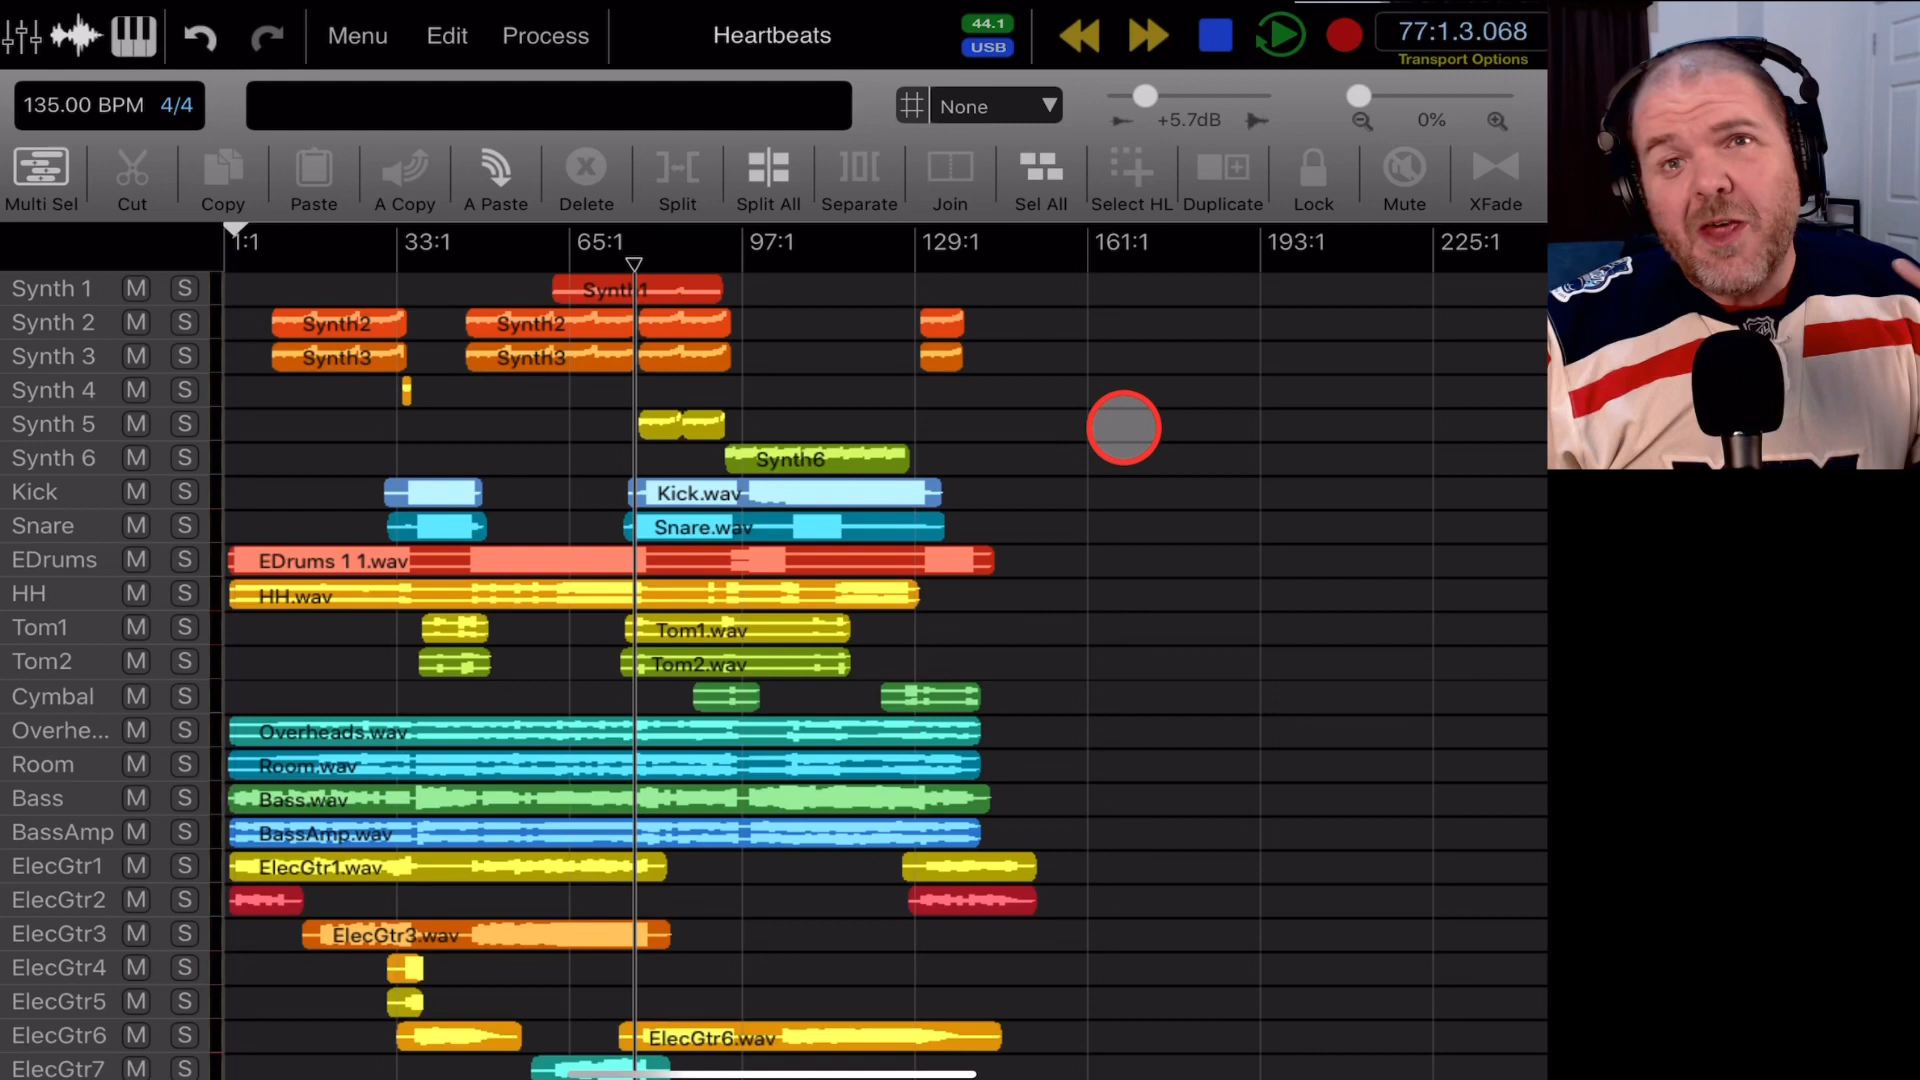 Menu Edit Process Heartbeats 44.1 USB 77:1.3.068 Transport Options
135.00 BPM 4/4 None +5.7dB 0%
Multi Sel Cut Copy Paste A Copy A Paste Delete Split Split All Separate Join Sel All Select HL Duplicate Lock Mute XFade
1:1 33:1 65:1 97:1 129:1 161:1 193:1 225:1
Synth 1 M S Synth1
Synth 2 M S Synth2 Synth2
Synth 3 M S Synth3 Synth3
Synth 4 M S
Synth 5 M S
Synth 6 M S Synth6
Kick M S Kick.wav
Snare M S Snare.wav
EDrums M S EDrums 1 1.wav
HH M S HH.wav
Tom1 M S Tom1.wav
Tom2 M S Tom2.wav
Cymbal M S
Overhe... M S Overheads.wav
Room M S Room.wav
Bass M S Bass.wav
BassAmp M S BassAmp.wav
ElecGtr1 M S ElecGtr1.wav
ElecGtr2 M S
ElecGtr3 M S ElecGtr3.wav
ElecGtr4 M S
ElecGtr5 M S
ElecGtr6 M S ElecGtr6.wav
ElecGtr7 M S